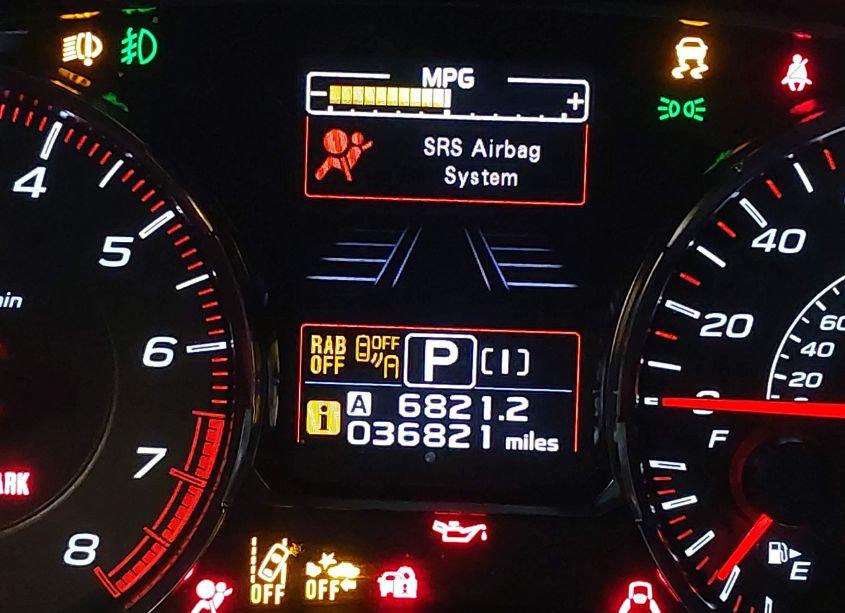 MPG
- +
SRS Airbag
System
4
5
6
7
8
40
20
0
60
40
20
RAB
OFF
OFF
A
P
( I )
i
A 6821.2
036821 miles
F
E
OFF
OFF